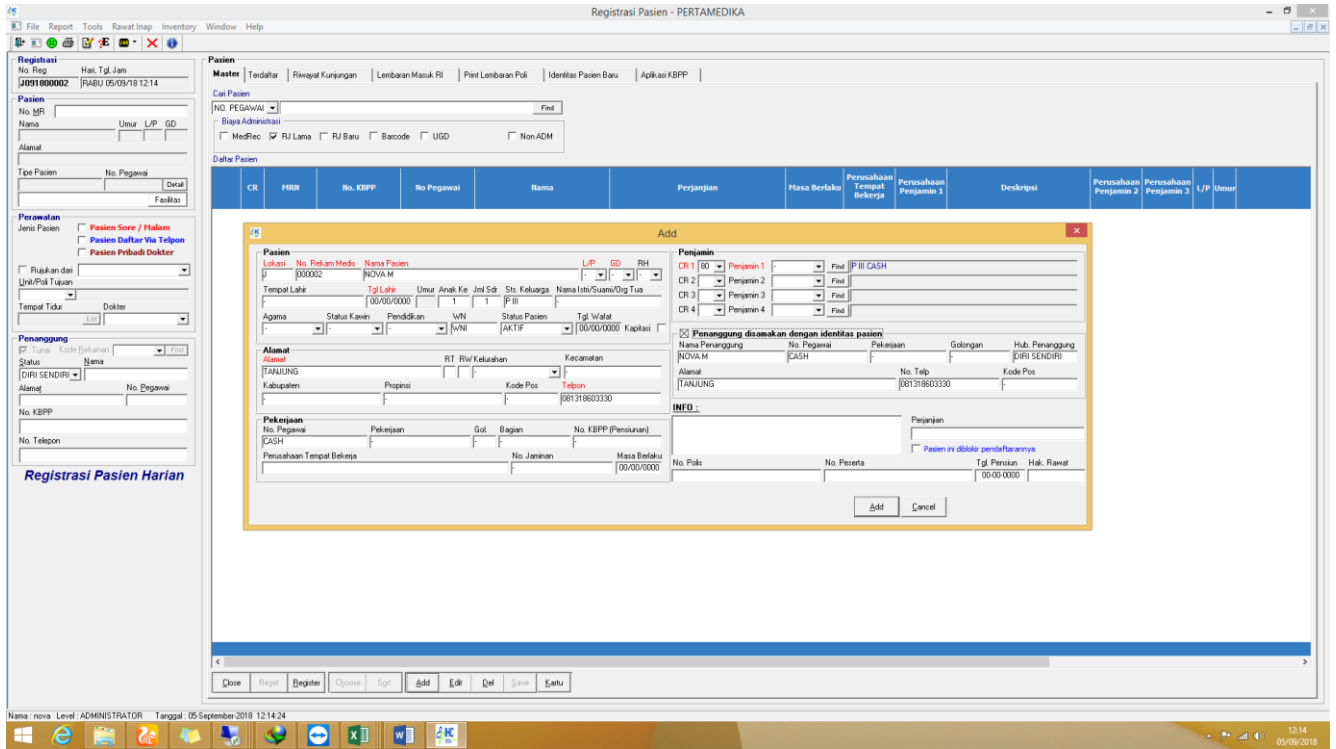 Registrasi Pasien - PERTAMEDIKA
File Report Tools Rawat Inap Inventory Window Help
Registrasi
No. Reg Hari, Tgl, Jam
J091800002 RABU 05/09/18 12:14
Pasien
No. MR
Nama Umur L/P GD
Alamat
Tipe Pasien No. Pegawai
Detail
Fasilitas
Perawatan
Jenis Pasien Pasien Sore / Malam
Pasien Daftar Via Telpon
Pasien Pribadi Dokter
Rujukan dari
Unit/Poli Tujuan
Tempat Tidur Dokter
Edit
Penanggung
Tunai Kode Rekanan Find
Status Nama
DIRI SENDIRI
Alamat No. Pegawai
No. KBPP
No. Telepon
Registrasi Pasien Harian
Pasien
Master Terdaftar Riwayat Kunjungan Lembaran Masuk RI Print Lembaran Poli Identitas Pasien Baru Aplikasi KBPP
Cari Pasien
NO. PEGAWAI Find
Biaya Administrasi
MedRec RJ Lama RJ Baru Barcode UGD Non ADM
Daftar Pasien
CR MRN No. KBPP No Pegawai Nama Perjanjian Masa Berlaku Perusahaan Tempat Bekerja Perusahaan Penjamin 1 Deskripsi Perusahaan Penjamin 2 Perusahaan Penjamin 3 L/P Umur
Add
Pasien
Lokasi No. Rekam Medis Nama Pasien L/P GD RH
J 000002 NOVA M - - -
Tempat Lahir Tgl Lahir Umur Anak Ke Jml Sdr Sts. Keluarga Nama Istri/Suami/Org Tua
- 00/00/0000 1 1 P III -
Agama Status Kawin Pendidikan WN Status Pasien Tgl. Wafat
- - - WNI AKTIF 00/00/0000 Kapitasi
Alamat
Alamat RT RW Kelurahan Kecamatan
TANJUNG - -
Kabupaten Propinsi Kode Pos Telpon
- - - 081318603330
Pekerjaan
No. Pegawai Pekerjaan Gol. Bagian No. KBPP (Pensiunan)
CASH - - - -
Perusahaan Tempat Bekerja No. Jaminan Masa Berlaku
- 00/00/0000
Penjamin
CR 1 80 Penjamin 1 - Find P III CASH
CR 2 Penjamin 2 Find
CR 3 Penjamin 3 Find
CR 4 Penjamin 4 Find
Penanggung disamakan dengan identitas pasien
Nama Penanggung No. Pegawai Pekerjaan Golongan Hub. Penanggung
NOVA M CASH - - DIRI SENDIRI
Alamat No. Telp Kode Pos
TANJUNG 081318603330 -
INFO :
Perjanjian
Pasien ini diblokir pendaftarannya
No. Polis No. Peserta Tgl. Pensiun Hak. Rawat
00-00-0000
Add Cancel
Close Reset Register Choose Sort Add Edit Del Save Kartu
Nama : nova Level : ADMINISTRATOR Tanggal : 05-September-2018 12:14:24
12:14
05/09/2018